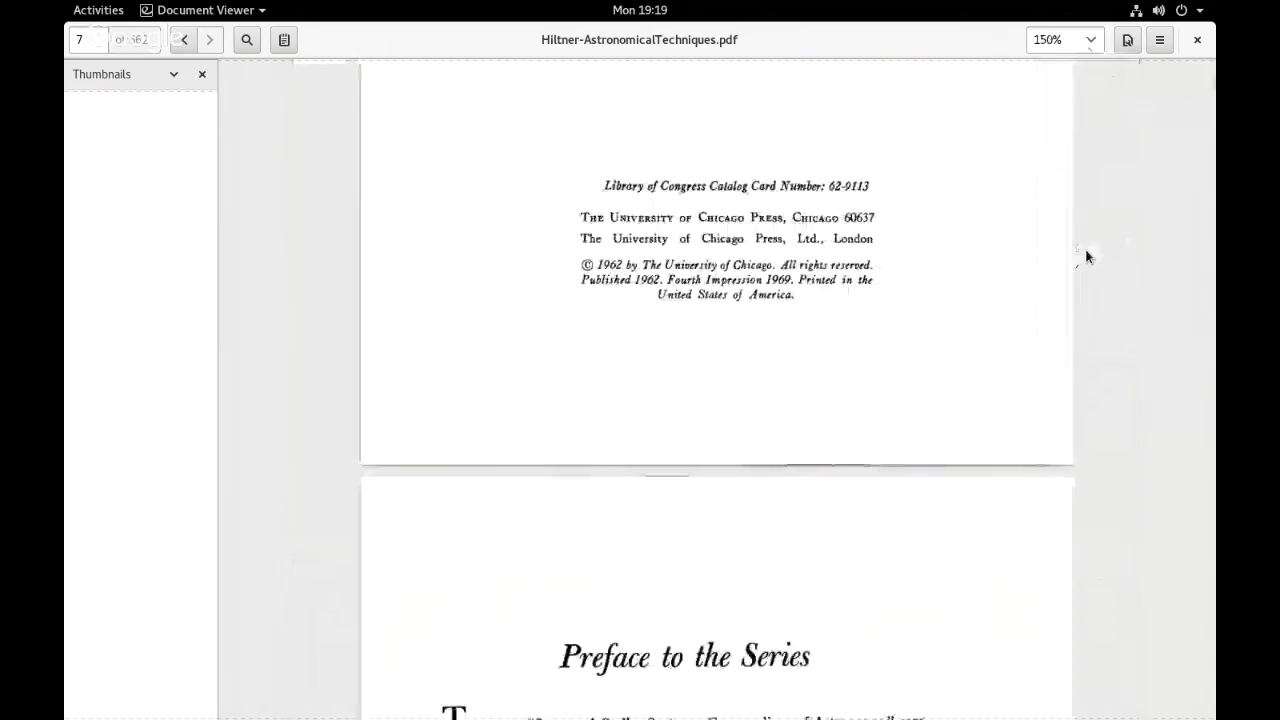 Activities Document Viewer Mon 19:19
7 of 662 Hiltner-AstronomicalTechniques.pdf 150%
Thumbnails
Library of Congress Catalog Card Number: 62-9113
THE UNIVERSITY OF CHICAGO PRESS, CHICAGO 60637
The University of Chicago Press, Ltd., London
© 1962 by The University of Chicago. All rights reserved.
Published 1962. Fourth Impression 1969. Printed in the
United States of America.
Preface to the Series